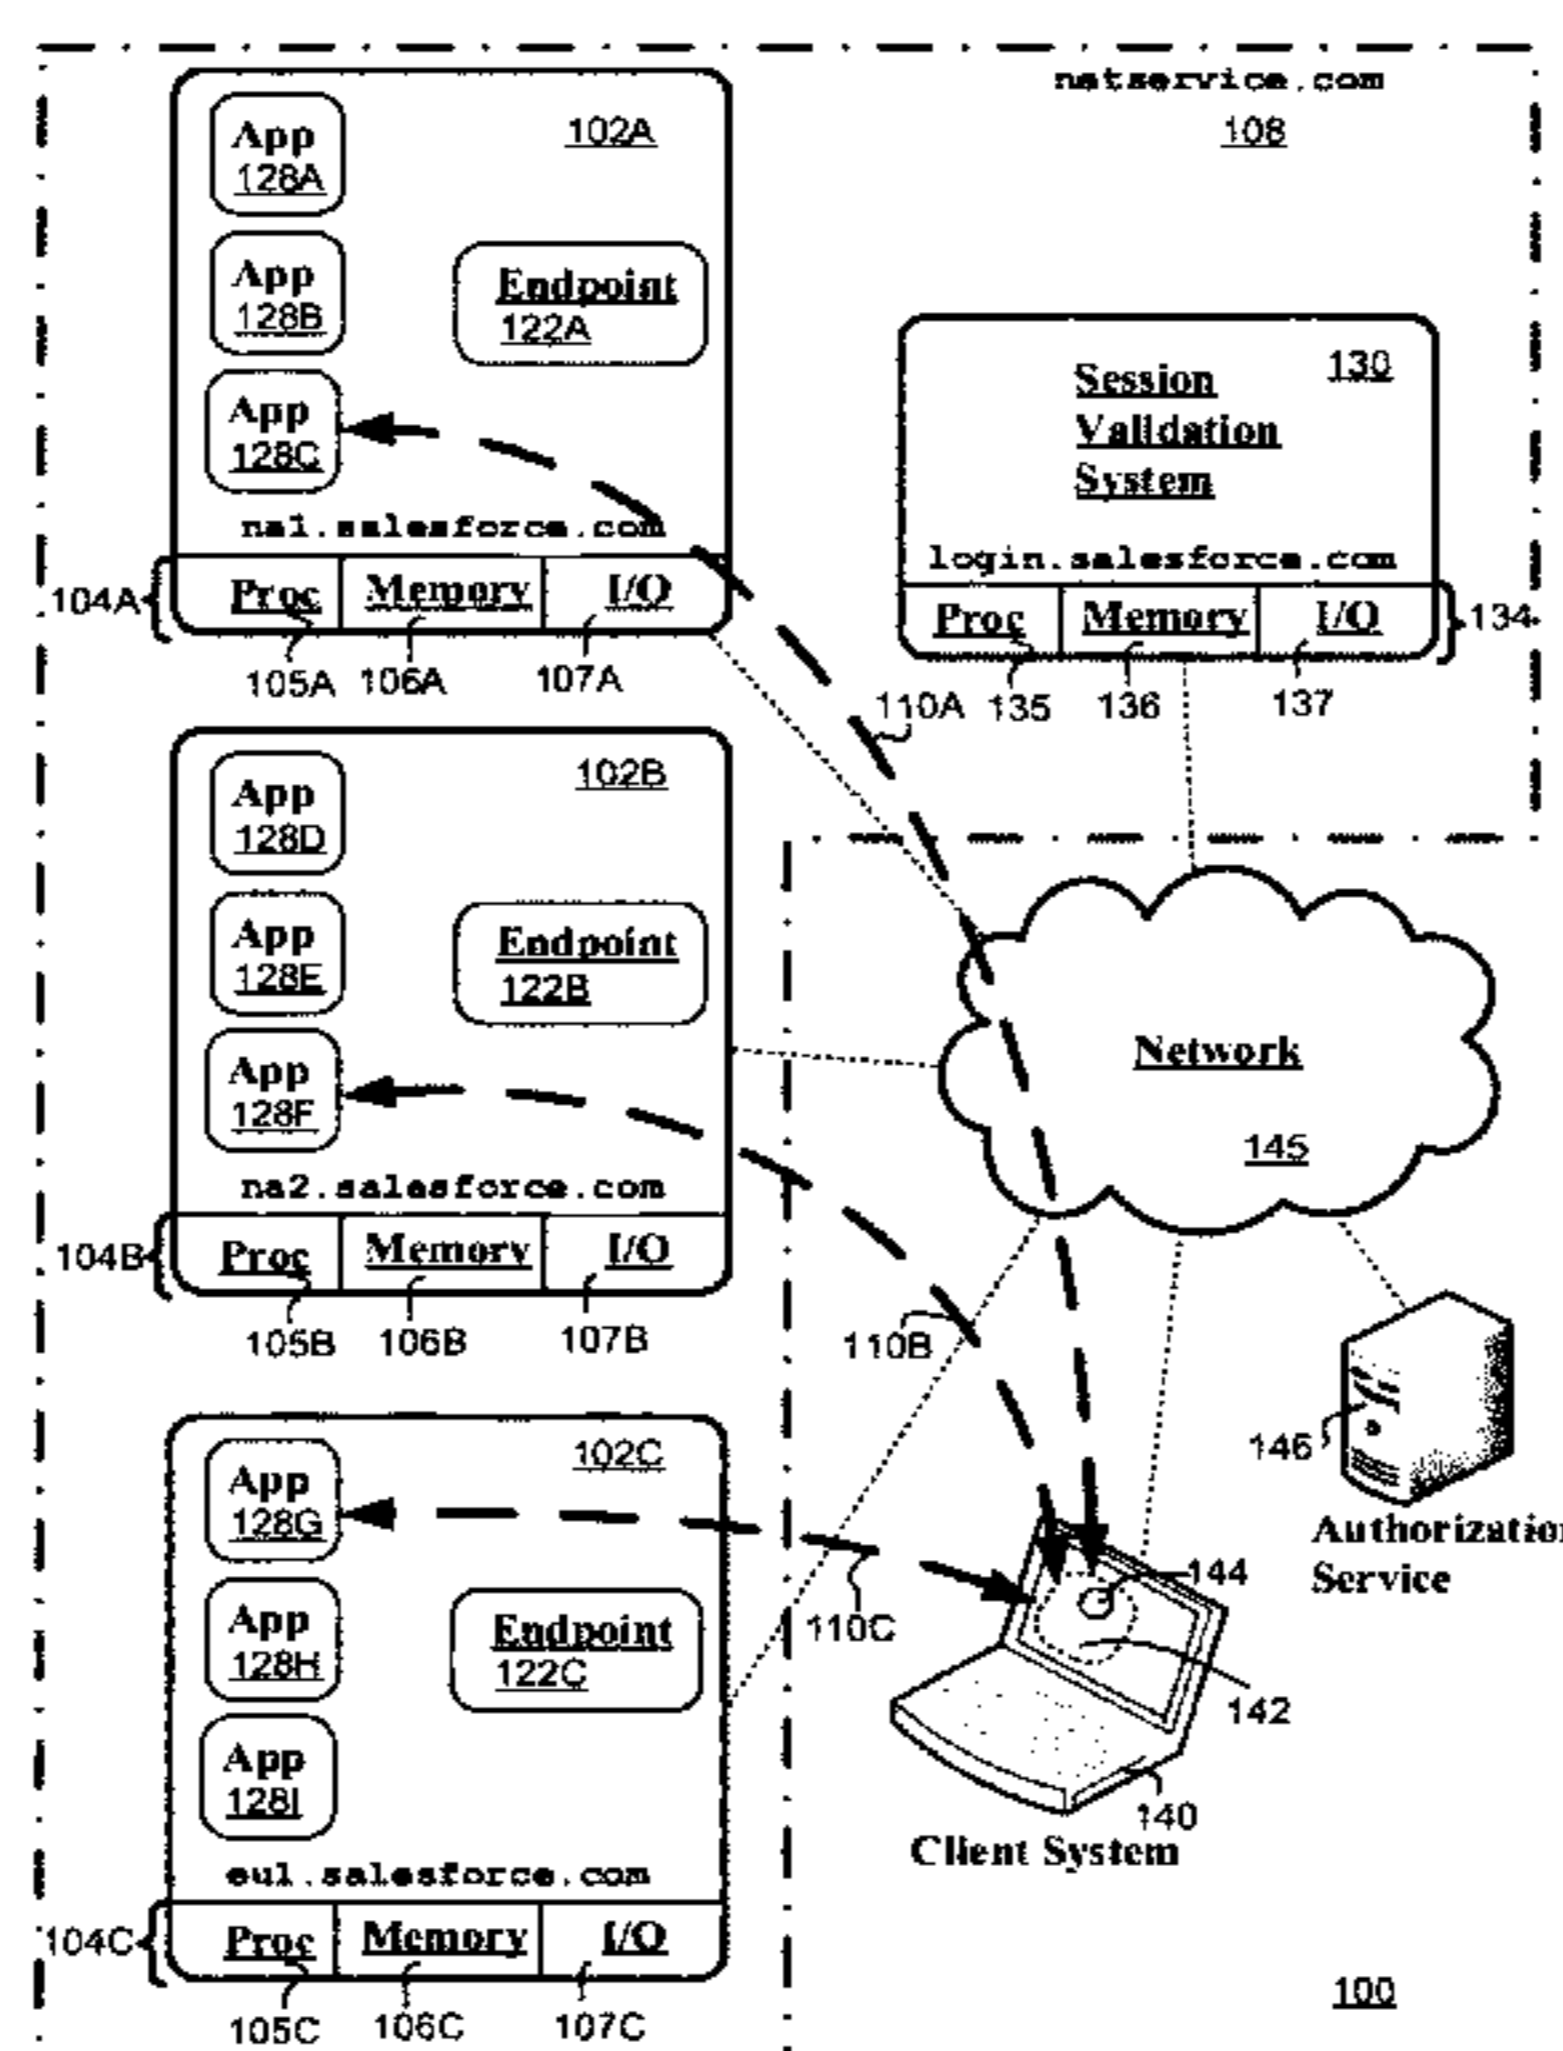 netservice.com
108
App
128A
102A
App
128B
Endpoint
122A
App
128C
na1.salesforce.com
104A
Proc
Memory
I/O
105A
106A
107A
130
Session
Validation
System
login.salesforce.com
Proc
Memory
I/O
134
135
136
137
110A
App
128D
102B
App
128E
Endpoint
122B
App
128F
na2.salesforce.com
104B
Proc
Memory
I/O
105B
106B
107B
110B
Network
145
146
Authorization
Service
App
128G
102C
App
128H
Endpoint
122C
App
128I
eu1.salesforce.com
104C
Proc
Memory
I/O
105C
106C
107C
110C
144
142
140
Client System
100